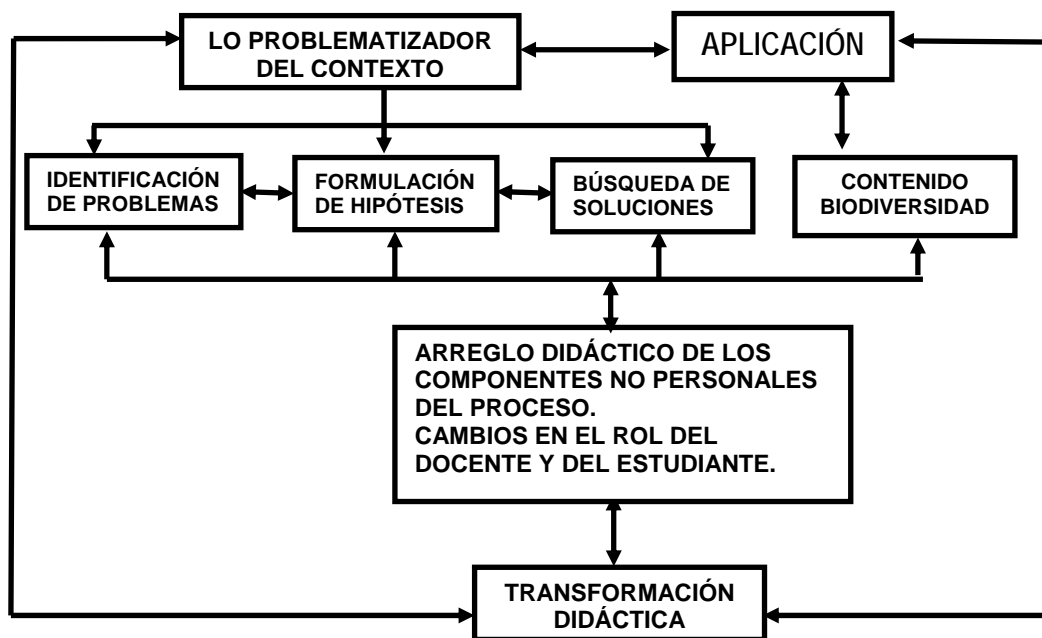 LO PROBLEMATIZADOR
DEL CONTEXTO
APLICACIÓN
IDENTIFICACIÓN
DE PROBLEMAS
FORMULACIÓN
DE HIPÓTESIS
BÚSQUEDA DE
SOLUCIONES
CONTENIDO
BIODIVERSIDAD
ARREGLO DIDÁCTICO DE LOS
COMPONENTES NO PERSONALES
DEL PROCESO.
CAMBIOS EN EL ROL DEL
DOCENTE Y DEL ESTUDIANTE.
TRANSFORMACIÓN
DIDÁCTICA